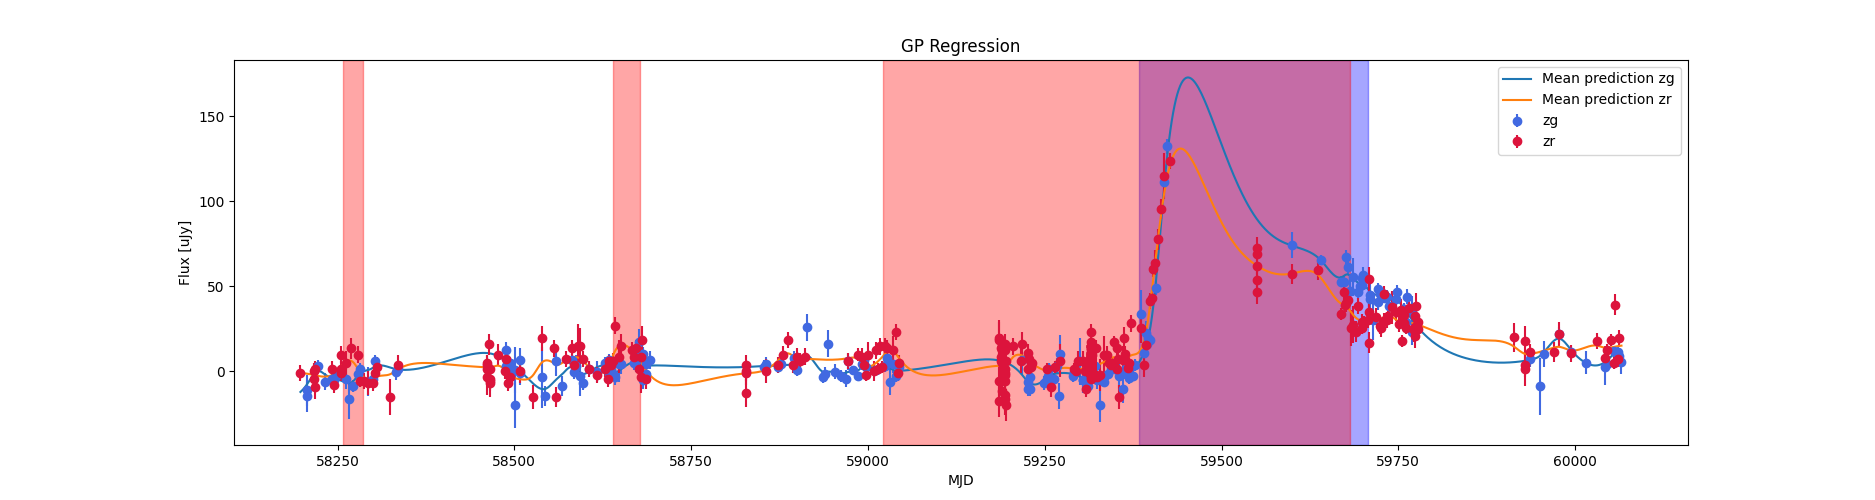 GP Regression
Mean prediction zg
Mean prediction zr
zg
zr
Flux [uJy]
150
100
50
0
58250
58500
58750
59000
59250
59500
59750
60000
MJD